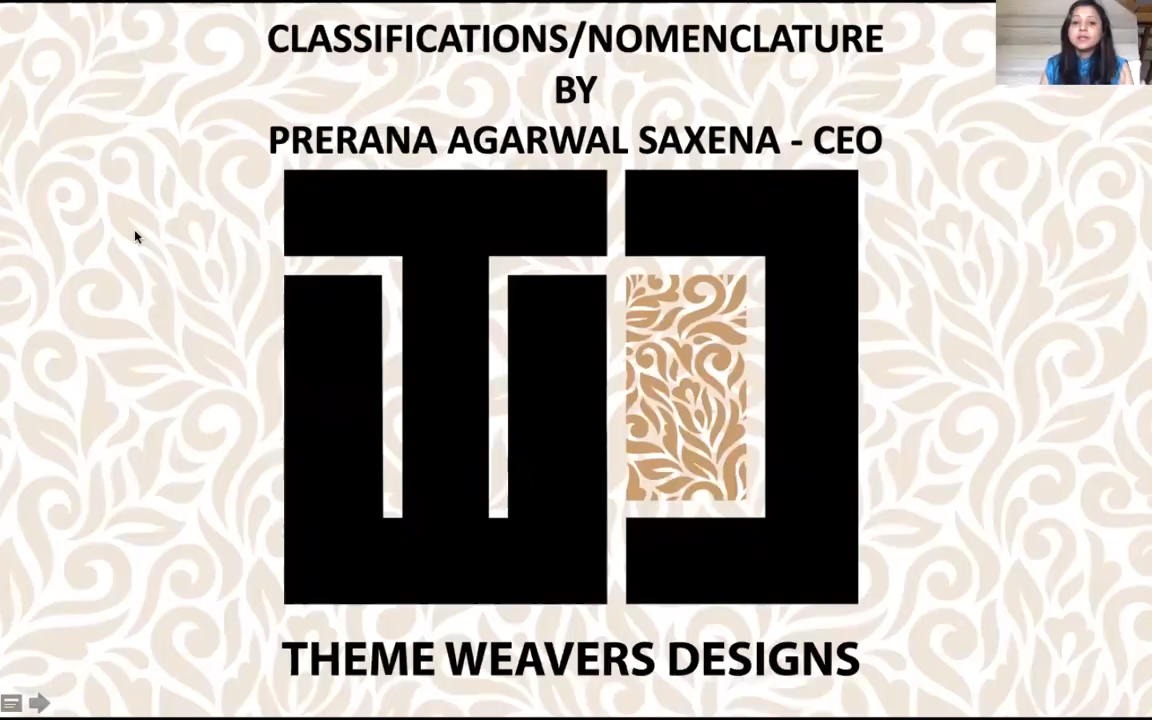 CLASSIFICATIONS/NOMENCLATURE
BY
PRERANA AGARWAL SAXENA - CEO
THEME WEAVERS DESIGNS